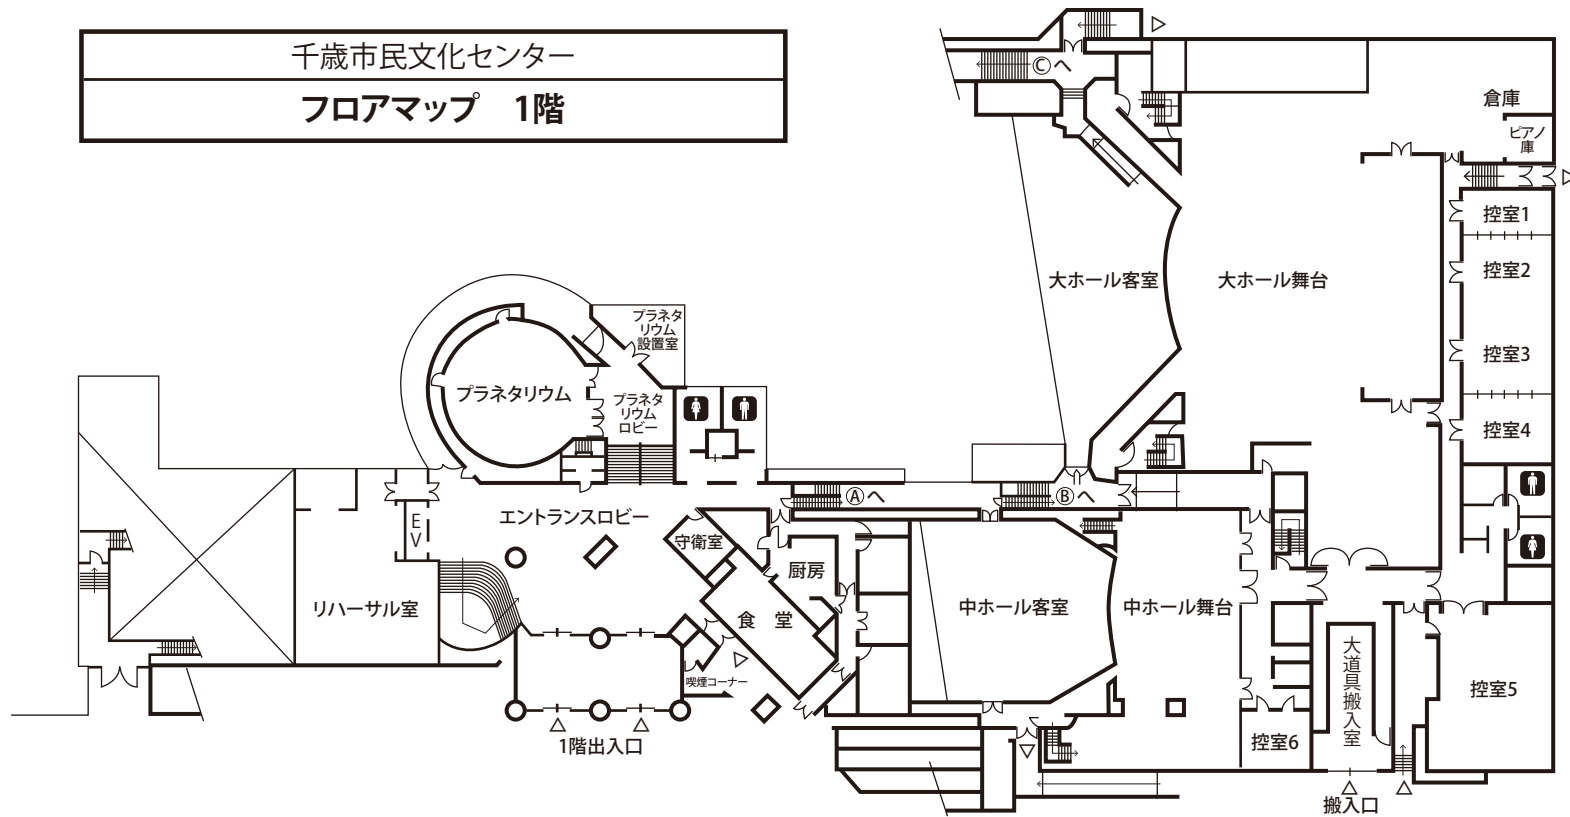 千歳市民文化センター
フロアマップ　1階
Ⓒへ
倉庫
ピアノ
庫
控室1
大ホール客室
大ホール舞台
控室2
プラネタ
リウム
設置室
控室3
プラネタリウム
プラネタ
リウム
ロビー
控室4
Ⓐへ
Ⓑへ
エントランスロビー
E
V
守衛室
厨房
リハーサル室
食 堂
中ホール客室
中ホール舞台
大道具搬入室
喫煙コーナー
控室5
1階出入口
控室6
搬入口